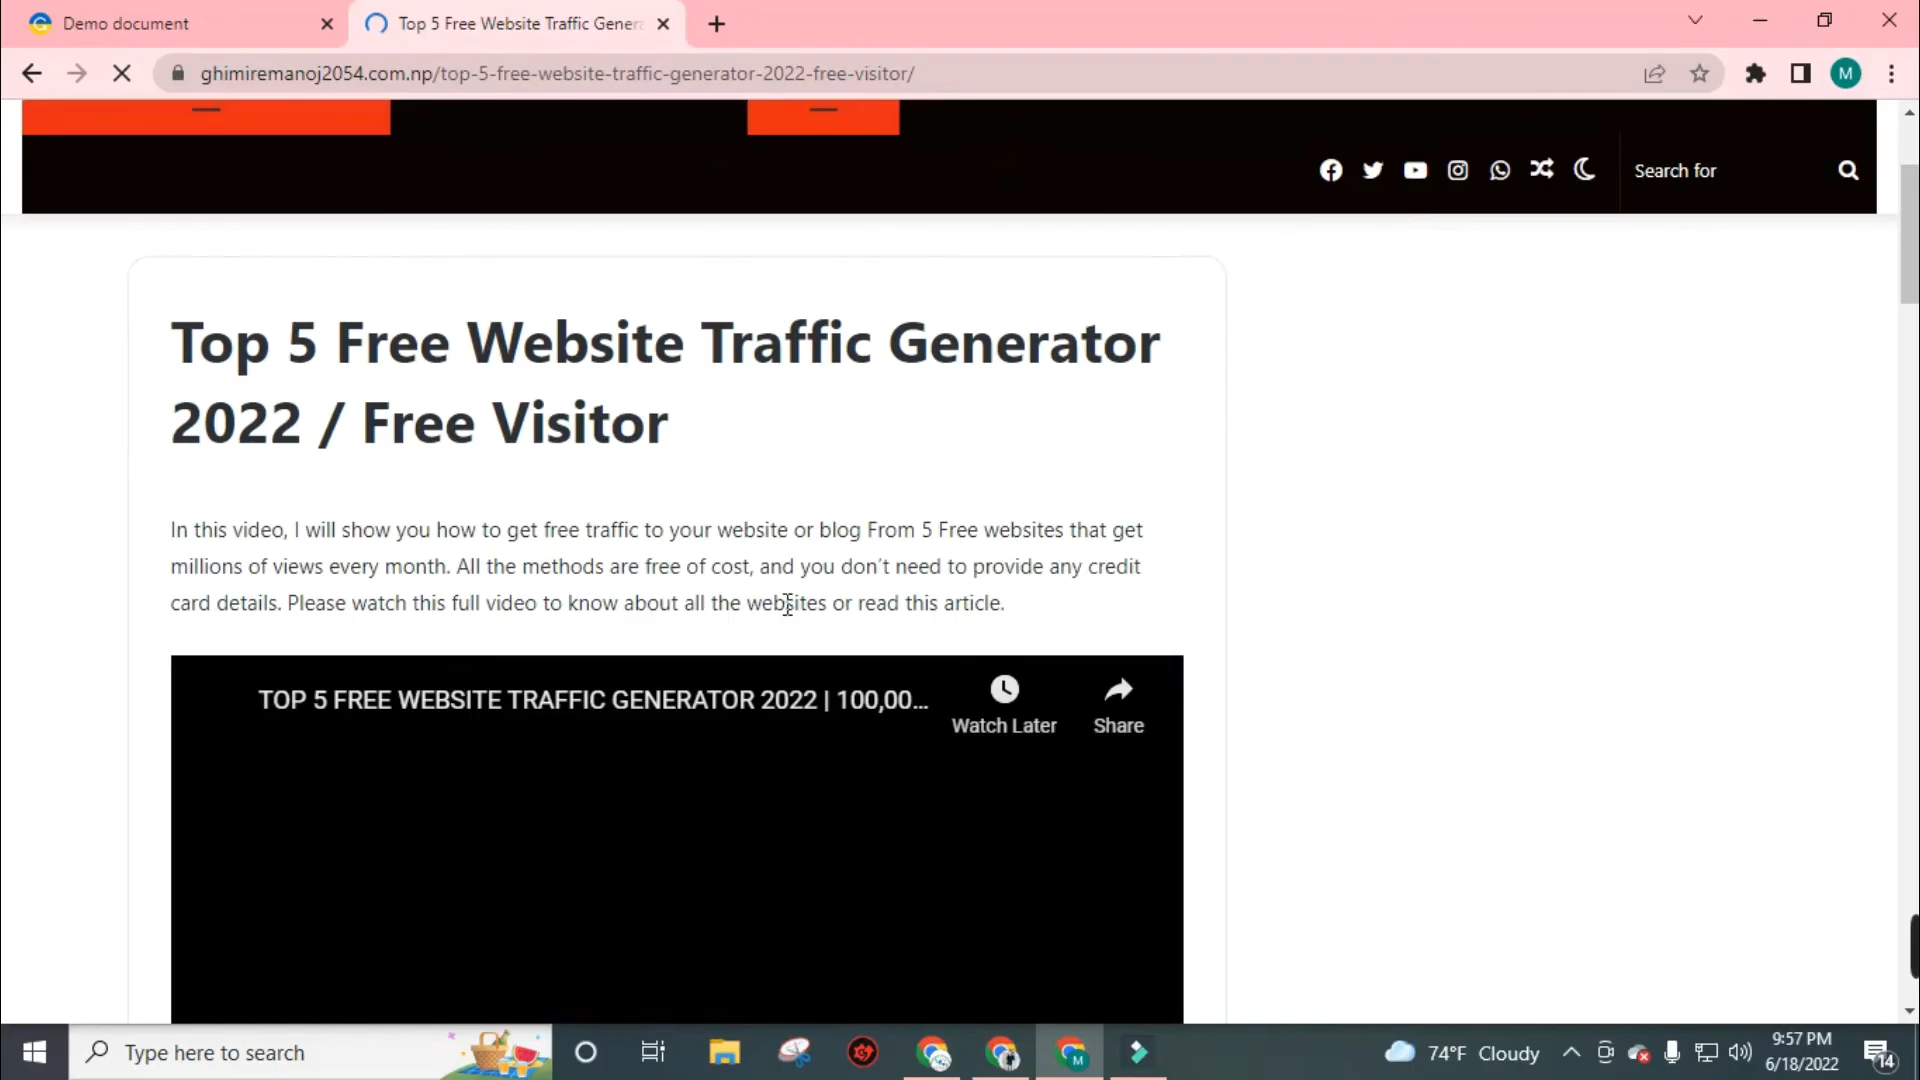 Demo document
Top 5 Free Website Traffic Genera
ghimiremanoj2054.com.np/top-5-free-website-traffic-generator-2022-free-visitor/
M
Search for
Top 5 Free Website Traffic Generator
2022 / Free Visitor
In this video, I will show you how to get free traffic to your website or blog From 5 Free websites that get
millions of views every month. All the methods are free of cost, and you don't need to provide any credit
card details. Please watch this full video to know about all the websites or read this article.
TOP 5 FREE WEBSITE TRAFFIC GENERATOR 2022 | 100,00...
Watch Later
Share
Type here to search
M
74°F Cloudy
9:57 PM
6/18/2022
14